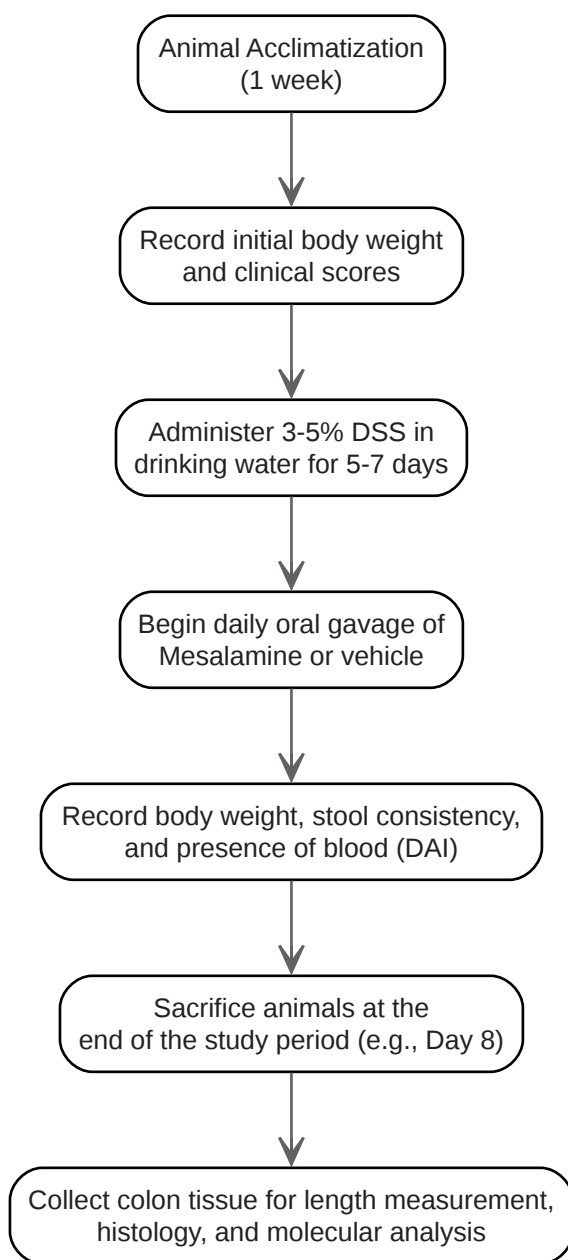 Animal Acclimatization
(1 week)
Record initial body weight
and clinical scores
Administer 3-5% DSS in
drinking water for 5-7 days
Begin daily oral gavage of
Mesalamine or vehicle
Record body weight, stool consistency,
and presence of blood (DAI)
Sacrifice animals at the
end of the study period (e.g., Day 8)
Collect colon tissue for length measurement,
histology, and molecular analysis